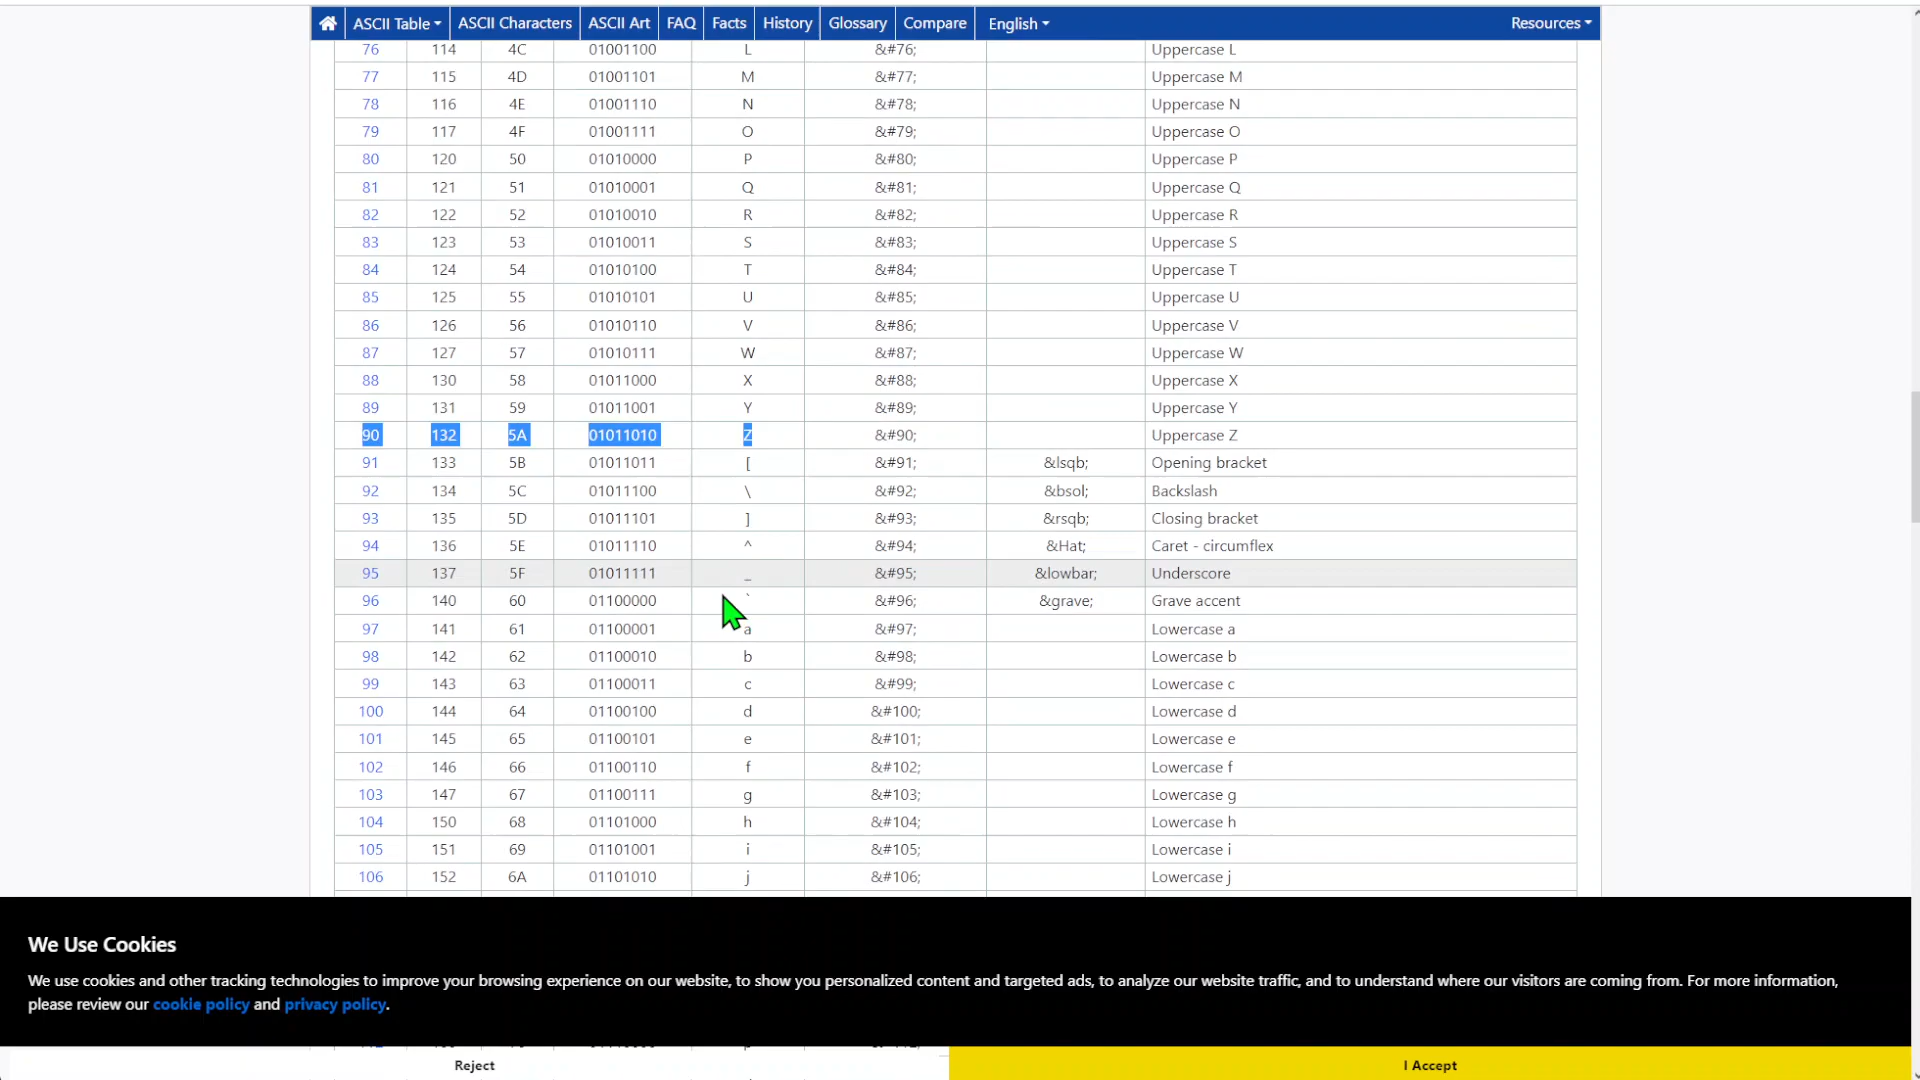 ASCII Table ASCII Characters ASCII Art FAQ Facts History Glossary Compare English Resources
76 114 4C 01001100 L &#76; Uppercase L
77 115 4D 01001101 M &#77; Uppercase M
78 116 4E 01001110 N &#78; Uppercase N
79 117 4F 01001111 O &#79; Uppercase O
80 120 50 01010000 P &#80; Uppercase P
81 121 51 01010001 Q &#81; Uppercase Q
82 122 52 01010010 R &#82; Uppercase R
83 123 53 01010011 S &#83; Uppercase S
84 124 54 01010100 T &#84; Uppercase T
85 125 55 01010101 U &#85; Uppercase U
86 126 56 01010110 V &#86; Uppercase V
87 127 57 01010111 W &#87; Uppercase W
88 130 58 01011000 X &#88; Uppercase X
89 131 59 01011001 Y &#89; Uppercase Y
90 132 5A 01011010 Z &#90; Uppercase Z
91 133 5B 01011011 [ &#91; &lsqb; Opening bracket
92 134 5C 01011100 \ &#92; &bsol; Backslash
93 135 5D 01011101 ] &#93; &rsqb; Closing bracket
94 136 5E 01011110 ^ &#94; &Hat; Caret - circumflex
95 137 5F 01011111 _ &#95; &lowbar; Underscore
96 140 60 01100000 ` &#96; &grave; Grave accent
97 141 61 01100001 a &#97; Lowercase a
98 142 62 01100010 b &#98; Lowercase b
99 143 63 01100011 c &#99; Lowercase c
100 144 64 01100100 d &#100; Lowercase d
101 145 65 01100101 e &#101; Lowercase e
102 146 66 01100110 f &#102; Lowercase f
103 147 67 01100111 g &#103; Lowercase g
104 150 68 01101000 h &#104; Lowercase h
105 151 69 01101001 i &#105; Lowercase i
106 152 6A 01101010 j &#106; Lowercase j
We Use Cookies
We use cookies and other tracking technologies to improve your browsing experience on our website, to show you personalized content and targeted ads, to analyze our website traffic, and to understand where our visitors are coming from. For more information,
please review our cookie policy and privacy policy.
Reject I Accept